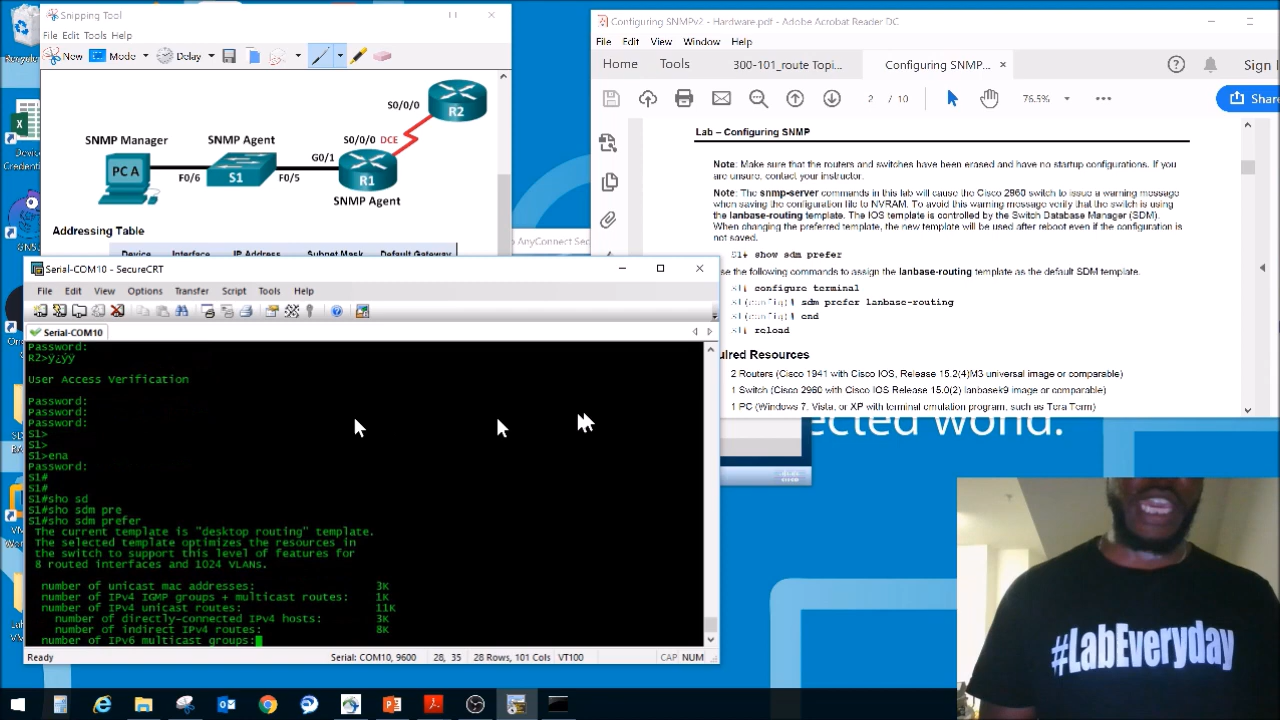 Snipping Tool
File Edit Tools Help
New Mode Delay
S0/0/0
R2
SNMP Manager
SNMP Agent
S0/0/0 DCE
G0/1
PC A
S1
R1
F0/6
F0/5
SNMP Agent
Addressing Table
Device Interface IP Address Subnet Mask Default Gateway
Configuring SNMPv2 - Hardware.pdf - Adobe Acrobat Reader DC
File Edit View Window Help
Home Tools 300-101_route Topi... Configuring SNMP... × Sign I
2 / 10 76.5% Share
Lab – Configuring SNMP
Note: Make sure that the routers and switches have been erased and have no startup configurations. If you
are unsure, contact your instructor.
Note: The snmp-server commands in this lab will cause the Cisco 2960 switch to issue a warning message
when saving the configuration file to NVRAM. To avoid this warning message verify that the switch is using
the lanbase-routing template. The IOS template is controlled by the Switch Database Manager (SDM).
When changing the preferred template, the new template will be used after reboot even if the configuration is
not saved.
S1# show sdm prefer
se the following commands to assign the lanbase-routing template as the default SDM template.
S1# configure terminal
S1(config)# sdm prefer lanbase-routing
S1(config)# end
S1# reload
uired Resources
2 Routers (Cisco 1941 with Cisco IOS, Release 15.2(4)M3 universal image or comparable)
1 Switch (Cisco 2960 with Cisco IOS Release 15.0(2) lanbasek9 image or comparable)
1 PC (Windows 7, Vista, or XP with terminal emulation program, such as Tera Term)
o AnyConnect Sec
Serial-COM10 - SecureCRT
File Edit View Options Transfer Script Tools Help
Serial-COM10
Password:
R2>ÿ¿ÿÿ
User Access Verification
Password:
Password:
Password:
S1>
S1>
S1>ena
Password:
S1#
S1#
S1#sho sd
S1#sho sdm pre
S1#sho sdm prefer
The current template is "desktop routing" template.
The selected template optimizes the resources in
the switch to support this level of features for
8 routed interfaces and 1024 VLANs.
number of unicast mac addresses: 3K
number of IPv4 IGMP groups + multicast routes: 1K
number of IPv4 unicast routes: 11K
number of directly-connected IPv4 hosts: 3K
number of indirect IPv4 routes: 8K
number of IPv6 multicast groups:
Ready Serial: COM10, 9600 28, 35 28 Rows, 101 Cols VT100 CAP NUM
ected world.
#LabEveryday